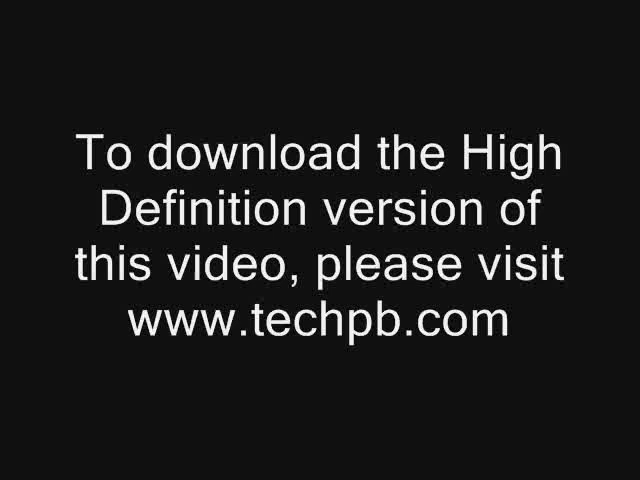 To download the High
Definition version of
this video, please visit
www.techpb.com